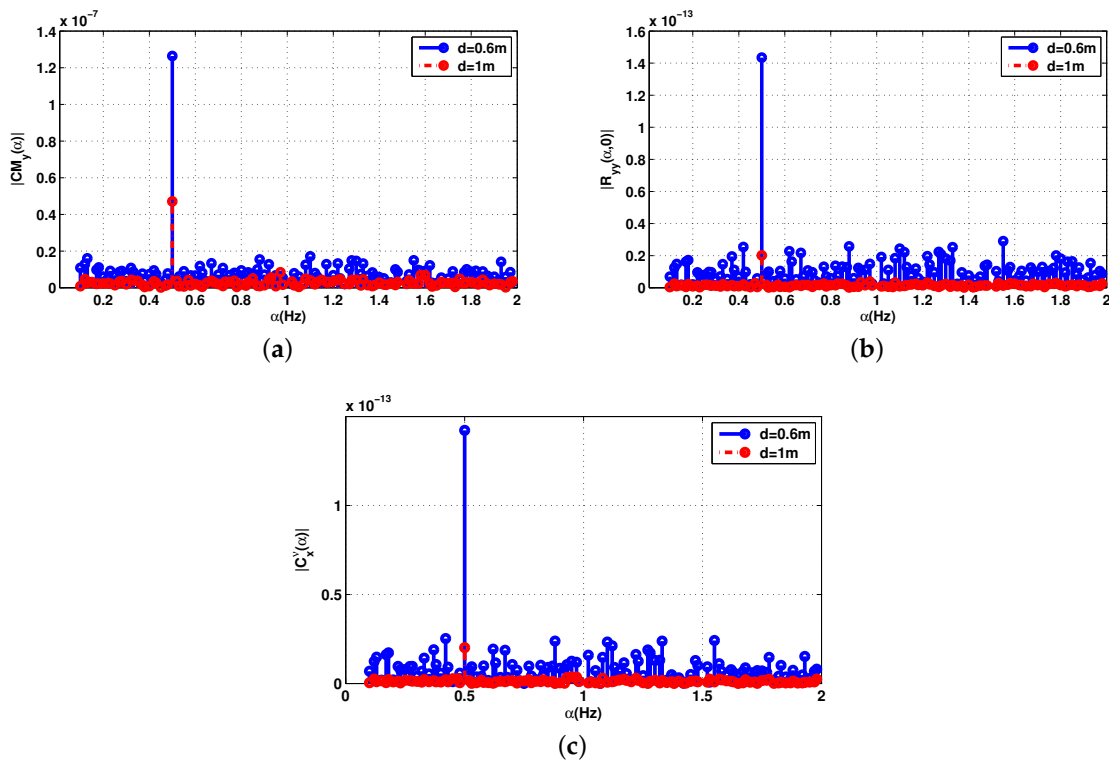 x 10⁻⁷
1.4
1.2
1
0.8
0.6
0.4
0.2
0
0.2 0.4 0.6 0.8 1 1.2 1.4 1.6 1.8 2
|CM_y(α)|
α(Hz)
d=0.6m
d=1m
(a)
x 10⁻¹³
1.6
1.4
1.2
1
0.8
0.6
0.4
0.2
0
0.2 0.4 0.6 0.8 1 1.2 1.4 1.6 1.8 2
|R_yy(α,0)|
α(Hz)
d=0.6m
d=1m
(b)
x 10⁻¹³
1
0.5
0
0 0.5 1 1.5 2
|C_x^ν(α)|
α(Hz)
d=0.6m
d=1m
(c)